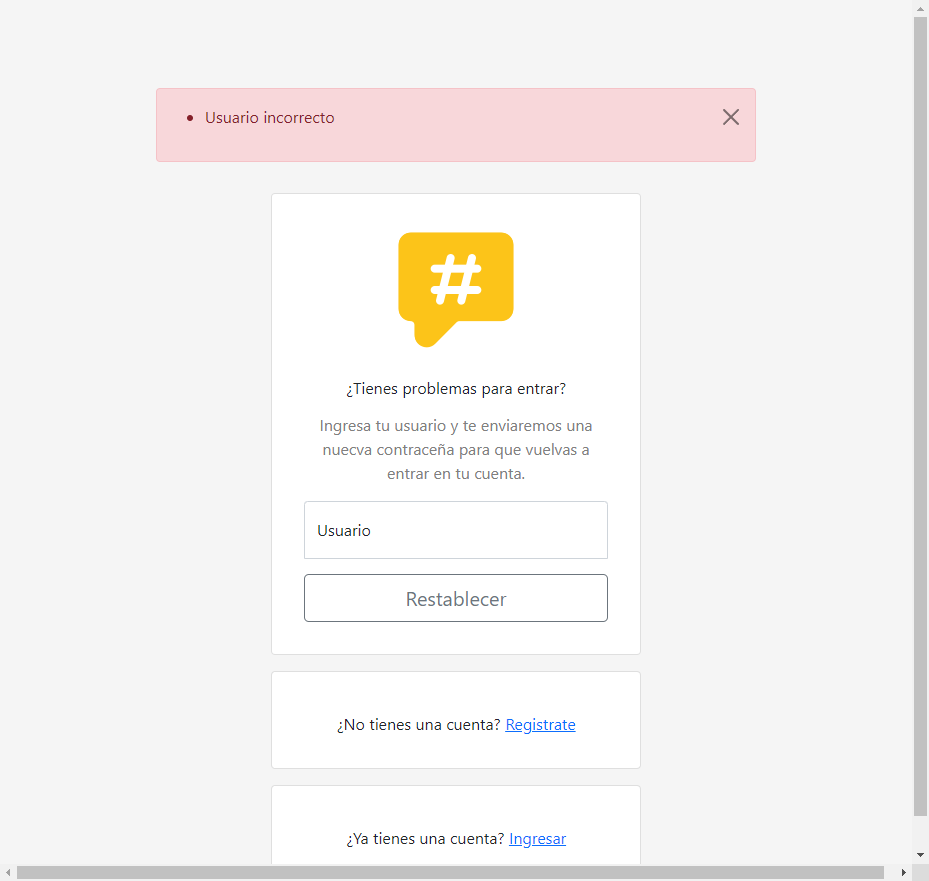 Usuario incorrecto
#
¿Tienes problemas para entrar?
Ingresa tu usuario y te enviaremos una
nuecva contraceña para que vuelvas a
entrar en tu cuenta.
Usuario
Restablecer
¿No tienes una cuenta? Registrate
¿Ya tienes una cuenta? Ingresar